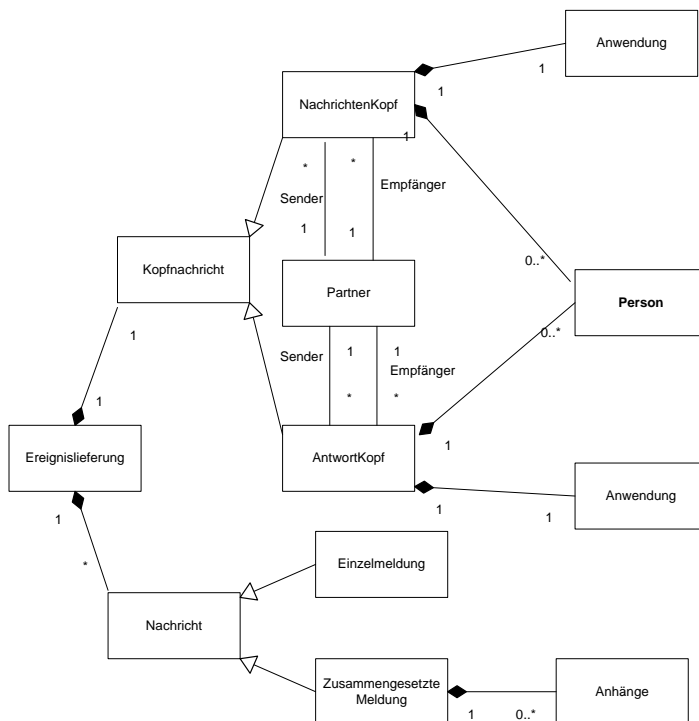 Anwendung
1
1
NachrichtenKopf
1
*
*
Empfänger
Sender
1
1
Kopfnachricht
0..*
Partner
Person
1
0..*
Sender
1
1
Empfänger
1
*
*
Ereignislieferung
AntwortKopf
1
Anwendung
1
1
1
*
Einzelmeldung
Nachricht
Zusammengesetzte
Meldung
Anhänge
1
0..*